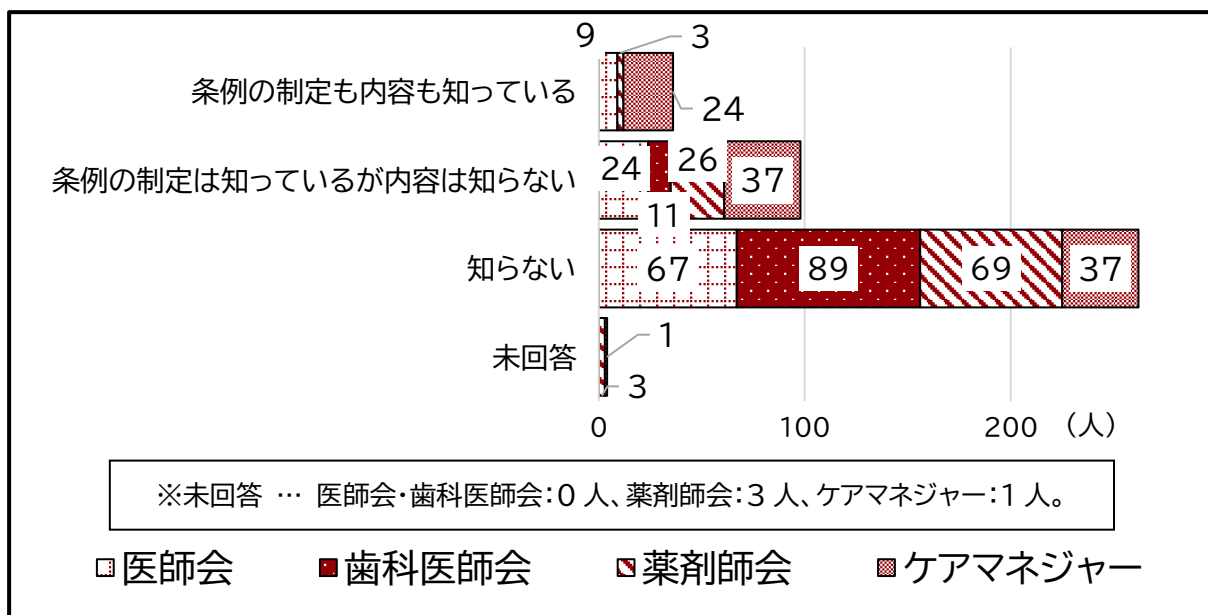 9
3
条例の制定も内容も知っている
24
24
26
条例の制定は知っているが内容は知らない
37
11
知らない
67
89
69
37
1
未回答
3
0
100
200
(人)
※未回答 … 医師会・歯科医師会：0 人、薬剤師会：3 人、ケアマネジャー：1 人。
医師会
歯科医師会
薬剤師会
ケアマネジャー